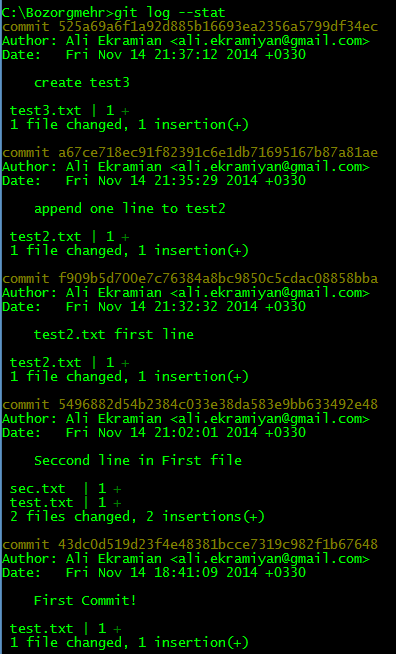 C:\Bozorgmehr>git log --stat
commit 525a69a6f1a92d885b16693ea2356a5799df34ec
Author: Ali Ekramian <ali.ekramiyan@gmail.com>
Date:   Fri Nov 14 21:37:12 2014 +0330
create test3
test3.txt | 1 +
1 file changed, 1 insertion(+)
commit a67ce718ec91f82391c6e1db71695167b87a81ae
Author: Ali Ekramian <ali.ekramiyan@gmail.com>
Date:   Fri Nov 14 21:35:29 2014 +0330
append one line to test2
test2.txt | 1 +
1 file changed, 1 insertion(+)
commit f909b5d700e7c76384a8bc9850c5cdac08858bba
Author: Ali Ekramian <ali.ekramiyan@gmail.com>
Date:   Fri Nov 14 21:32:32 2014 +0330
test2.txt first line
test2.txt | 1 +
1 file changed, 1 insertion(+)
commit 5496882d54b2384c033e38da583e9bb633492e48
Author: Ali Ekramian <ali.ekramiyan@gmail.com>
Date:   Fri Nov 14 21:02:01 2014 +0330
Seccond line in First file
sec.txt  | 1 +
test.txt | 1 +
2 files changed, 2 insertions(+)
commit 43dc0d519d23f4e48381bcce7319c982f1b67648
Author: Ali Ekramian <ali.ekramiyan@gmail.com>
Date:   Fri Nov 14 18:41:09 2014 +0330
First Commit!
test.txt | 1 +
1 file changed, 1 insertion(+)